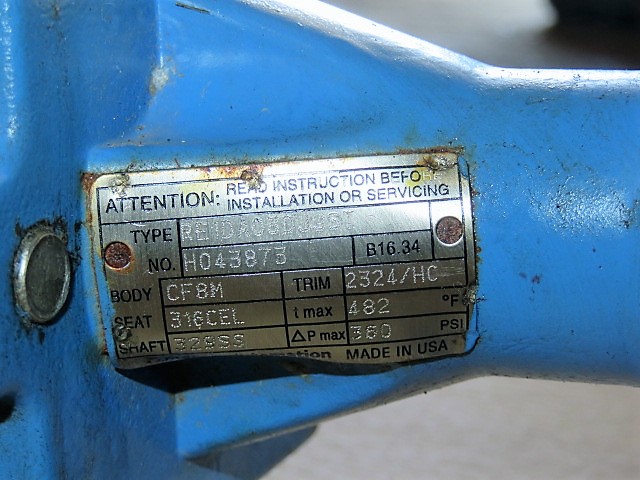 ATTENTION: READ INSTRUCTION BEFORE
INSTALLATION OR SERVICING
TYPE
NO. H043873 B16.34
BODY CF8M TRIM 2324/HC
SEAT 316CEL t max 482 °F
SHAFT 329SS ΔP max 360 PSI
MADE IN USA